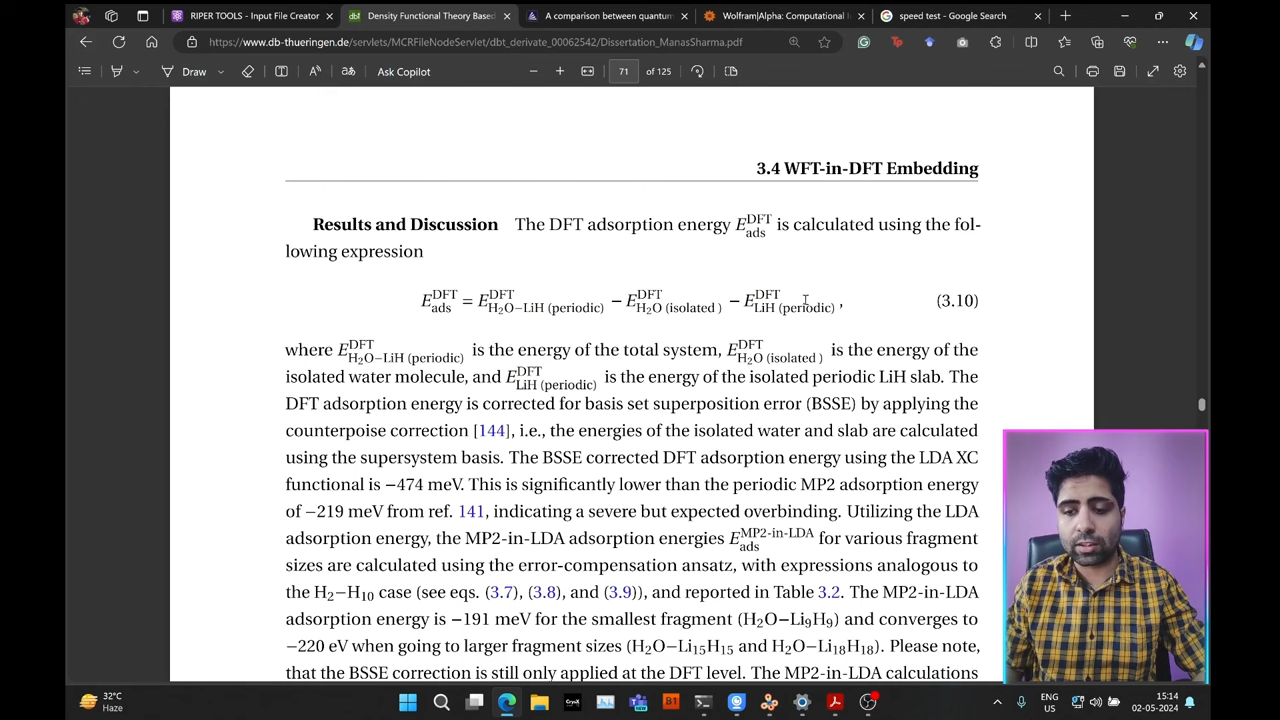 RIPER TOOLS - Input File Creator
Density Functional Theory Based
A comparison between quantum
Wolfram|Alpha: Computational I
speed test - Google Search
https://www.db-thueringen.de/servlets/MCRFileNodeServlet/dbt_derivate_00062542/Dissertation_ManasSharma.pdf
Draw
Ask Copilot
71 of 125
3.4 WFT-in-DFT Embedding
Results and Discussion The DFT adsorption energy E^DFT_ads is calculated using the fol-
lowing expression
E^DFT_ads = E^DFT_H₂O−LiH (periodic) − E^DFT_H₂O (isolated) − E^DFT_LiH (periodic) , (3.10)
where E^DFT_H₂O−LiH (periodic) is the energy of the total system, E^DFT_H₂O (isolated) is the energy of the
isolated water molecule, and E^DFT_LiH (periodic) is the energy of the isolated periodic LiH slab. The
DFT adsorption energy is corrected for basis set superposition error (BSSE) by applying the
counterpoise correction [144], i.e., the energies of the isolated water and slab are calculated
using the supersystem basis. The BSSE corrected DFT adsorption energy using the LDA XC
functional is −474 meV. This is significantly lower than the periodic MP2 adsorption energy
of −219 meV from ref. 141, indicating a severe but expected overbinding. Utilizing the LDA
adsorption energy, the MP2-in-LDA adsorption energies E^MP2-in-LDA_ads for various fragment
sizes are calculated using the error-compensation ansatz, with expressions analogous to
the H₂−H₁₀ case (see eqs. (3.7), (3.8), and (3.9)), and reported in Table 3.2. The MP2-in-LDA
adsorption energy is −191 meV for the smallest fragment (H₂O−Li₉H₉) and converges to
−220 eV when going to larger fragment sizes (H₂O−Li₁₅H₁₅ and H₂O−Li₁₈H₁₈). Please note,
that the BSSE correction is still only applied at the DFT level. The MP2-in-LDA calculations
32°C
Haze
ENG
US
15:14
02-05-2024